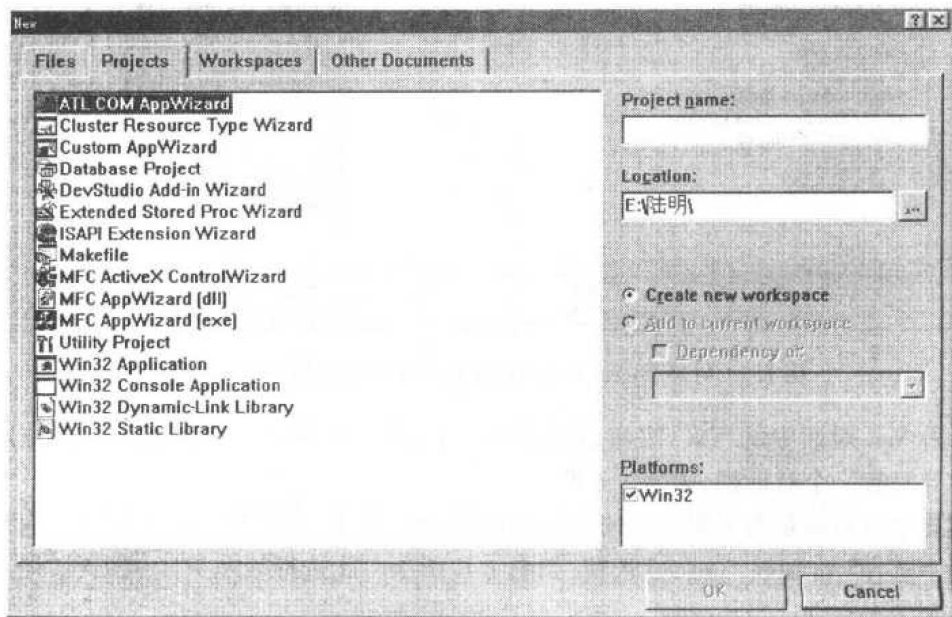 New
Files Projects Workspaces Other Documents
ATL COM AppWizard
Cluster Resource Type Wizard
Custom AppWizard
Database Project
DevStudio Add-in Wizard
Extended Stored Proc Wizard
ISAPI Extension Wizard
Makefile
MFC ActiveX ControlWizard
MFC AppWizard (dll)
MFC AppWizard (exe)
Utility Project
Win32 Application
Win32 Console Application
Win32 Dynamic-Link Library
Win32 Static Library
Project name:
Location:
E:\陆明\
...
Create new workspace
Add to current workspace
Dependency of:
Platforms:
Win32
OK Cancel